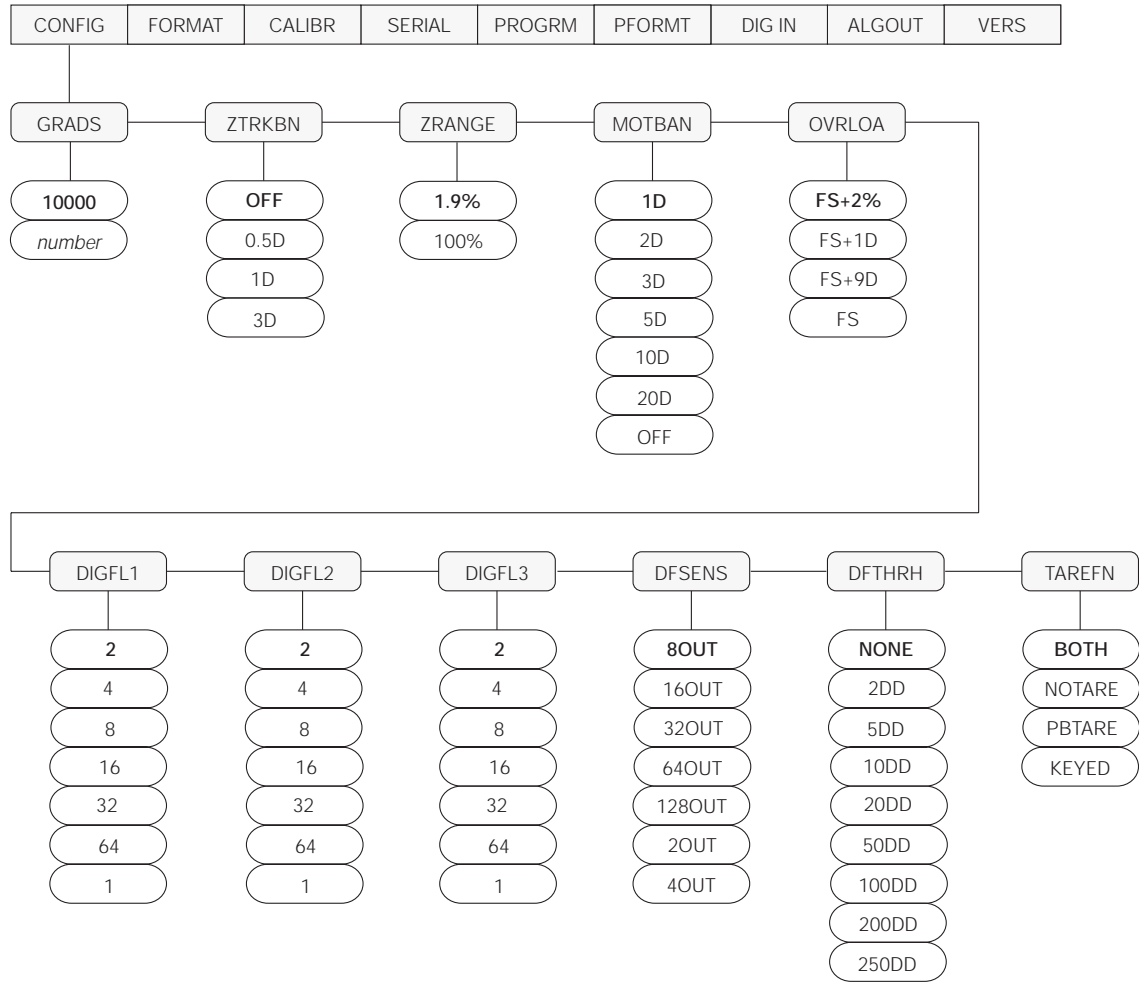 CONFIG FORMAT CALIBR SERIAL PROGRM PFORMT DIG IN ALGOUT VERS
GRADS ZTRKBN ZRANGE MOTBAN OVRLOA
10000 OFF 1.9% 1D FS+2%
number 0.5D 100% 2D FS+1D
1D 3D FS+9D
3D 5D FS
10D
20D
OFF
DIGFL1 DIGFL2 DIGFL3 DFSENS DFTHRH TAREFN
2 2 2 8OUT NONE BOTH
4 4 4 16OUT 2DD NOTARE
8 8 8 32OUT 5DD PBTARE
16 16 16 64OUT 10DD KEYED
32 32 32 128OUT 20DD
64 64 64 2OUT 50DD
1 1 1 4OUT 100DD
200DD
250DD